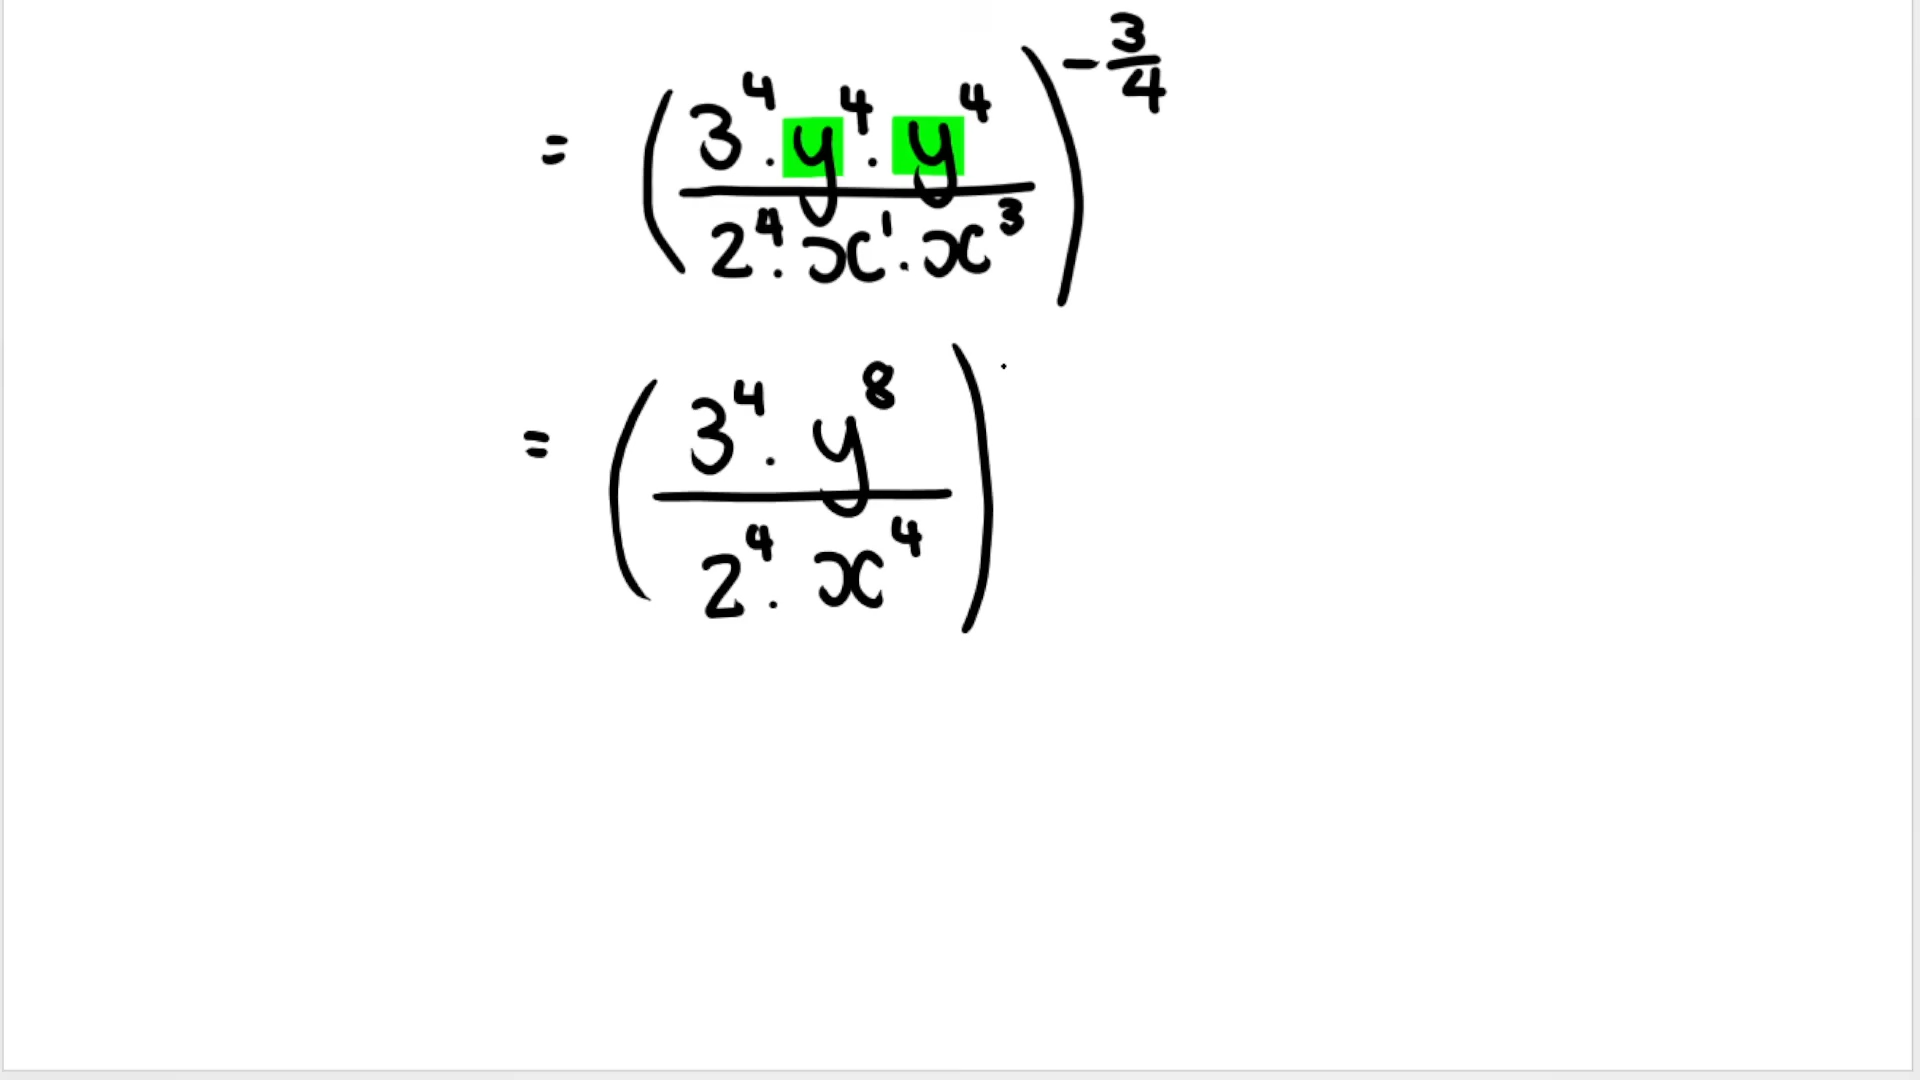 = (3⁴ . y⁴ . y⁴ / 2⁴ . x¹ . x³)^(-3/4)
= (3⁴ . y⁸ / 2⁴ . x⁴)